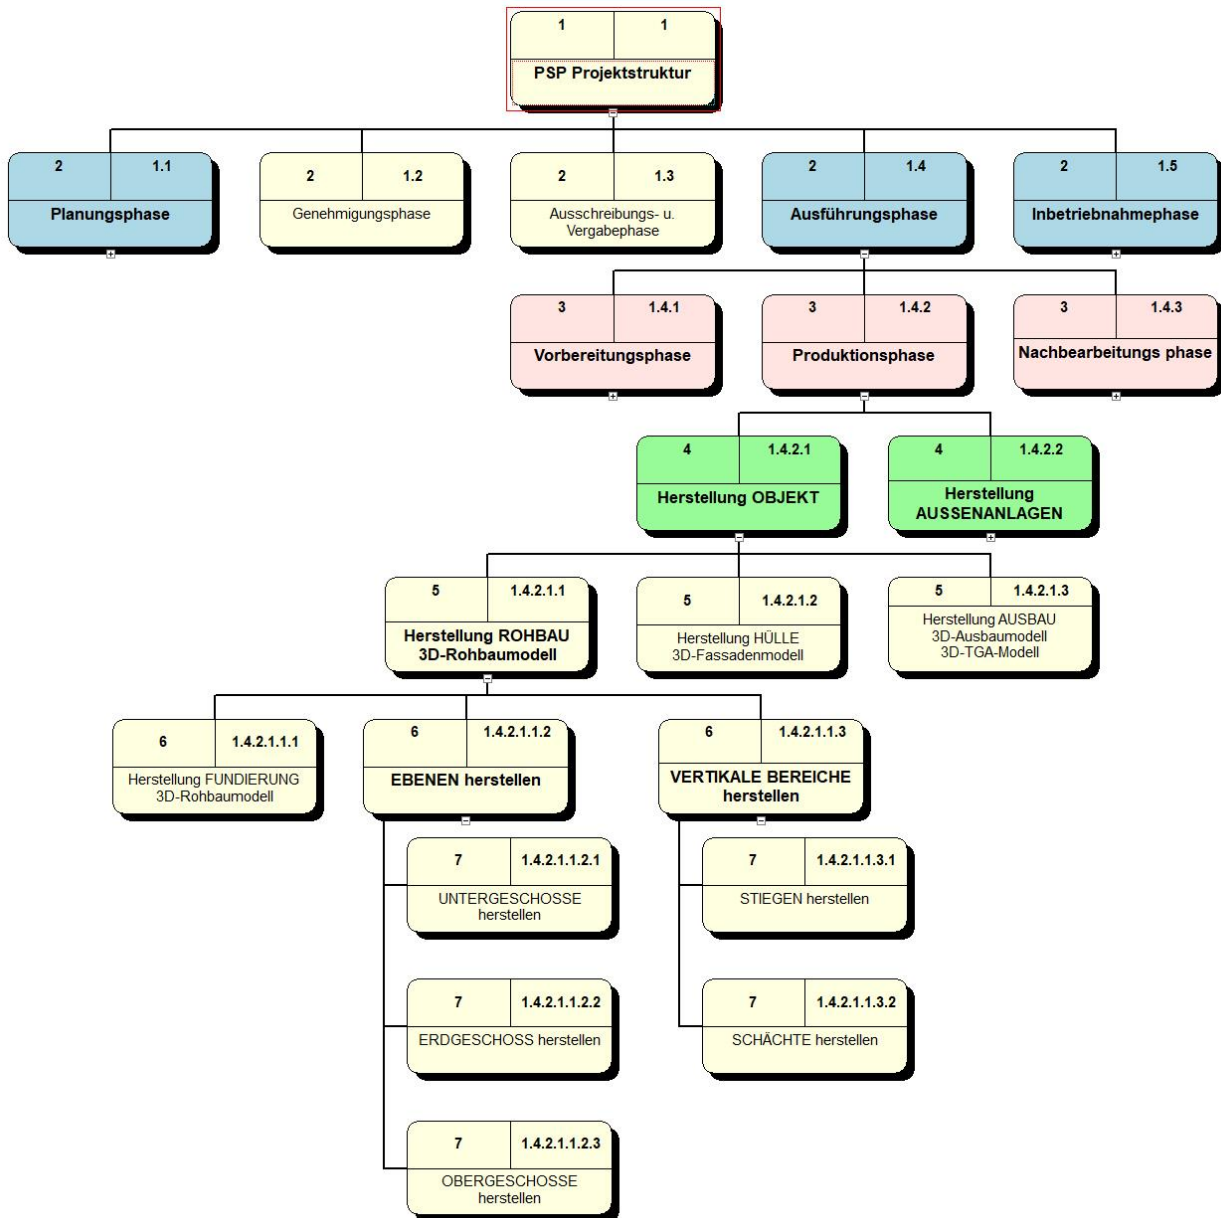 1 1
PSP Projektstruktur
2 1.1
Planungsphase
2 1.2
Genehmigungsphase
2 1.3
Ausschreibungs- u.
Vergabephase
2 1.4
Ausführungsphase
2 1.5
Inbetriebnahmephase
3 1.4.1
Vorbereitungsphase
3 1.4.2
Produktionsphase
3 1.4.3
Nachbearbeitungs phase
4 1.4.2.1
Herstellung OBJEKT
4 1.4.2.2
Herstellung
AUSSENANLAGEN
5 1.4.2.1.1
Herstellung ROHBAU
3D-Rohbaumodell
5 1.4.2.1.2
Herstellung HÜLLE
3D-Fassadenmodell
5 1.4.2.1.3
Herstellung AUSBAU
3D-Ausbaumodell
3D-TGA-Modell
6 1.4.2.1.1.1
Herstellung FUNDIERUNG
3D-Rohbaumodell
6 1.4.2.1.1.2
EBENEN herstellen
6 1.4.2.1.1.3
VERTIKALE BEREICHE
herstellen
7 1.4.2.1.1.2.1
UNTERGESCHOSSE
herstellen
7 1.4.2.1.1.3.1
STIEGEN herstellen
7 1.4.2.1.1.2.2
ERDGESCHOSS herstellen
7 1.4.2.1.1.3.2
SCHÄCHTE herstellen
7 1.4.2.1.1.2.3
OBERGESCHOSSE
herstellen